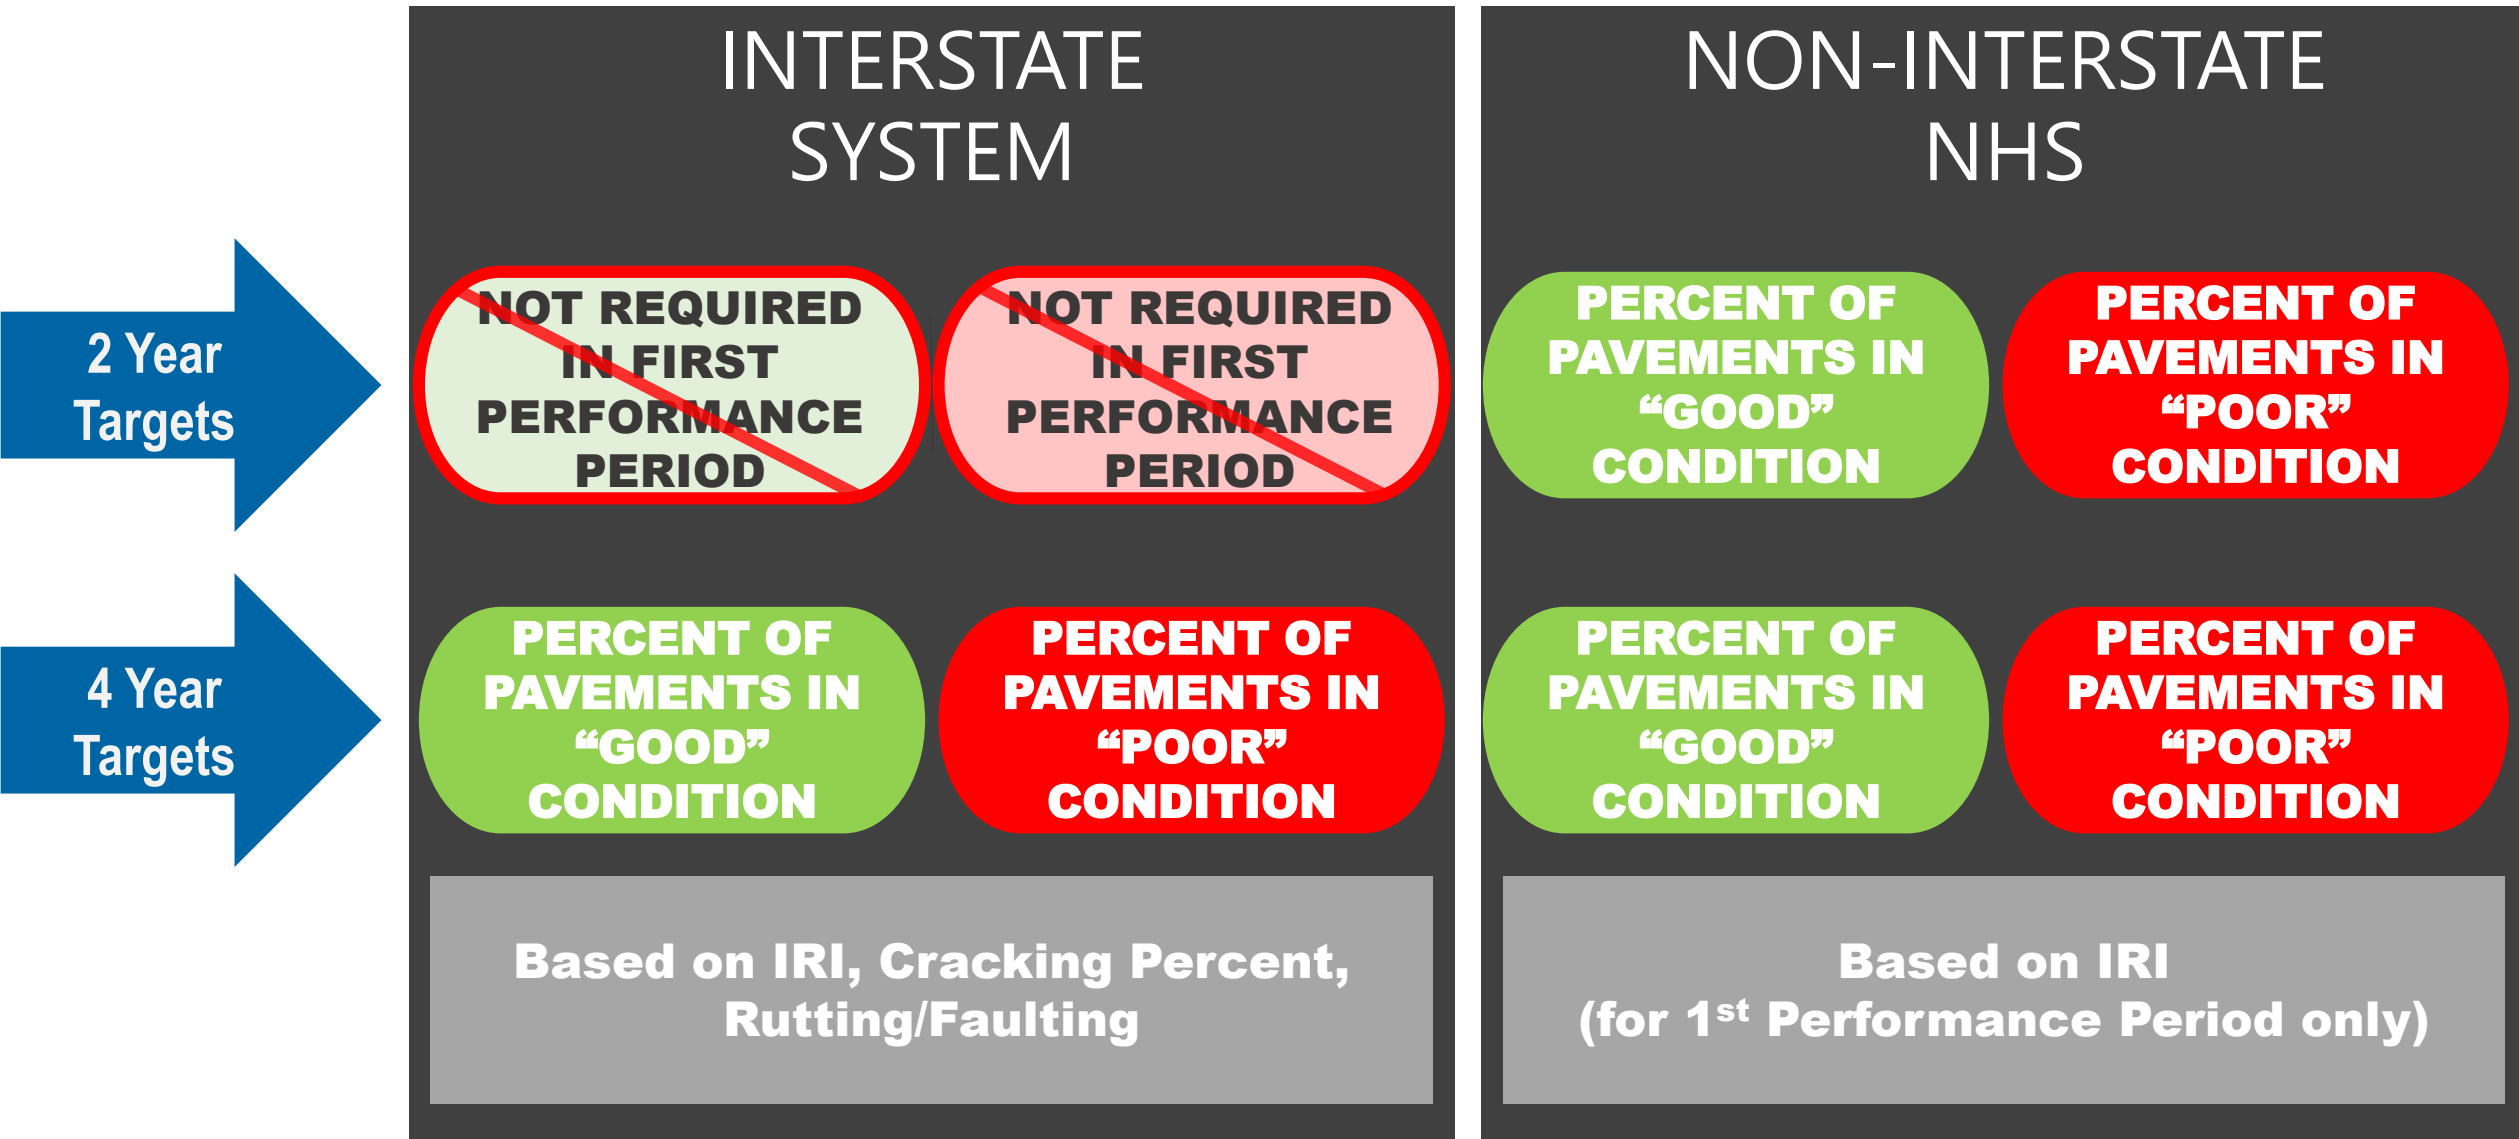 INTERSTATE
SYSTEM
NON-INTERSTATE
NHS
2 Year
Targets
NOT REQUIRED
IN FIRST
PERFORMANCE
PERIOD
NOT REQUIRED
IN FIRST
PERFORMANCE
PERIOD
PERCENT OF
PAVEMENTS IN
“GOOD”
CONDITION
PERCENT OF
PAVEMENTS IN
“POOR”
CONDITION
4 Year
Targets
PERCENT OF
PAVEMENTS IN
“GOOD”
CONDITION
PERCENT OF
PAVEMENTS IN
“POOR”
CONDITION
PERCENT OF
PAVEMENTS IN
“GOOD”
CONDITION
PERCENT OF
PAVEMENTS IN
“POOR”
CONDITION
Based on IRI, Cracking Percent,
Rutting/Faulting
Based on IRI
(for 1st Performance Period only)